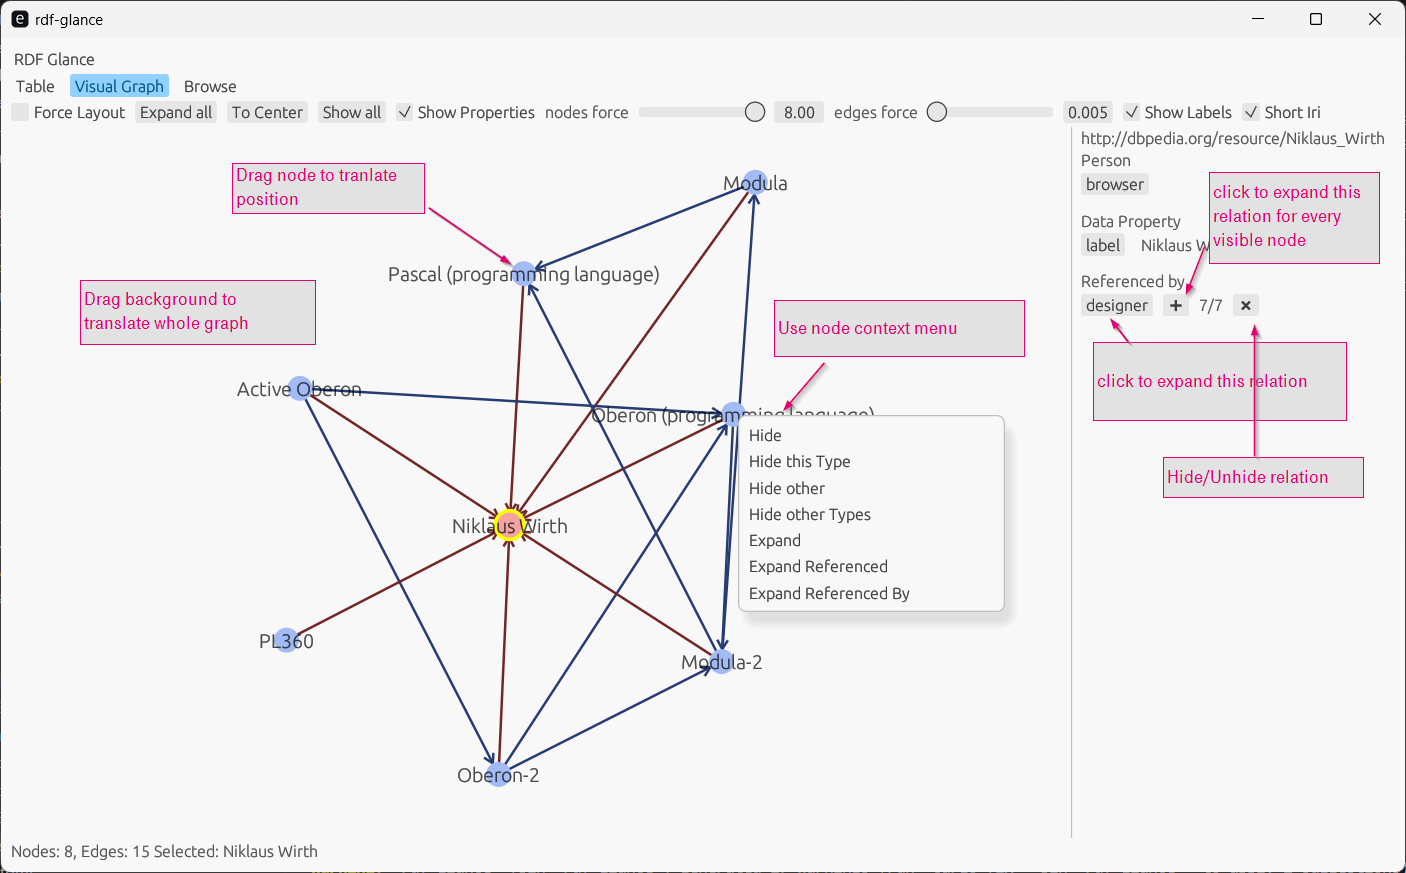 rdf-glance
RDF Glance
Table Visual Graph Browse
Force Layout Expand all To Center Show all Show Properties nodes force 8.00 edges force 0.005 Show Labels Short Iri
http://dbpedia.org/resource/Niklaus_Wirth
Person
browser
click to expand this
relation for every
visible node
Data Property
label Niklaus W
Referenced by
designer + 7/7 ×
click to expand this relation
Hide/Unhide relation
Drag node to tranlate
position
Modula
Pascal (programming language)
Drag background to
translate whole graph
Use node context menu
Active Oberon
Oberon (programming language)
Hide
Hide this Type
Hide other
Hide other Types
Expand
Expand Referenced
Expand Referenced By
Niklaus Wirth
PL360
Modula-2
Oberon-2
Nodes: 8, Edges: 15 Selected: Niklaus Wirth